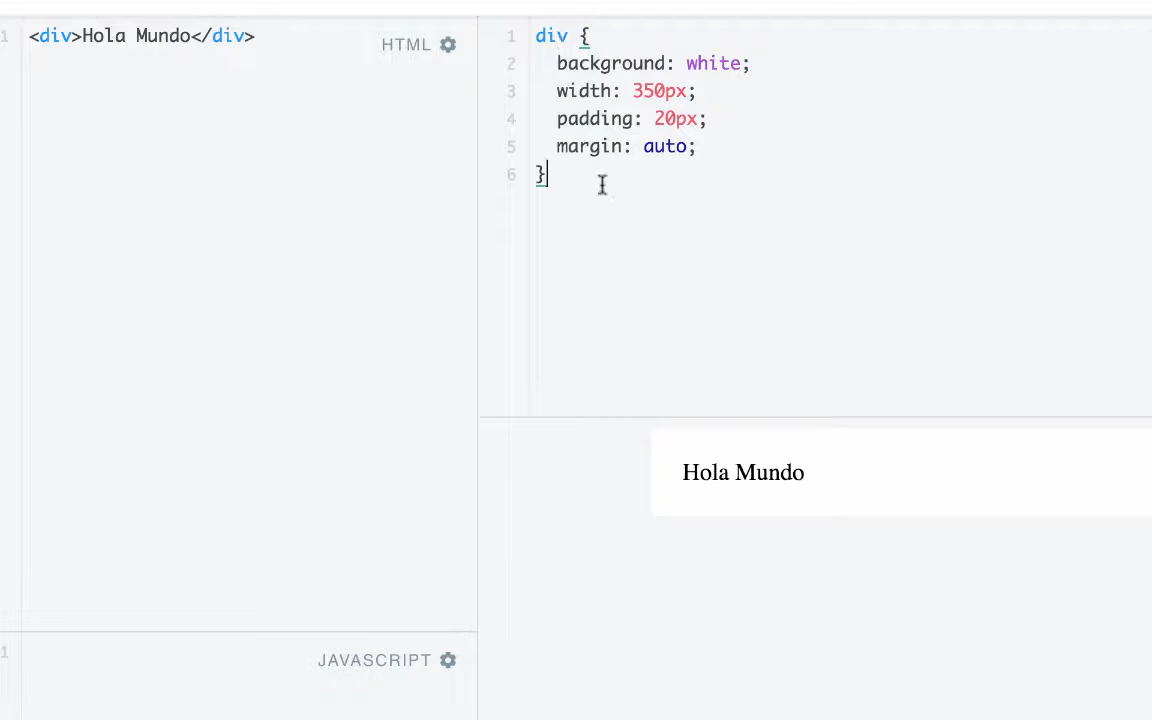 1 <div>Hola Mundo</div>
HTML
1 div {
2   background: white;
3   width: 350px;
4   padding: 20px;
5   margin: auto;
6 }
Hola Mundo
1
JAVASCRIPT